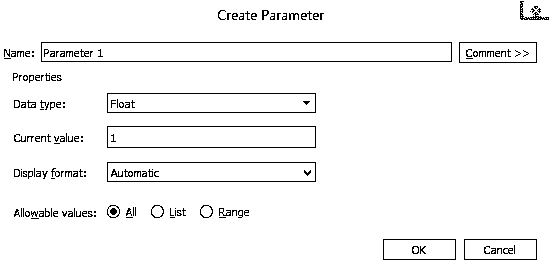 Create Parameter
Name: Parameter 1 Comment >>
Properties
Data type: Float
Current value: 1
Display format: Automatic
Allowable values: All List Range
OK Cancel